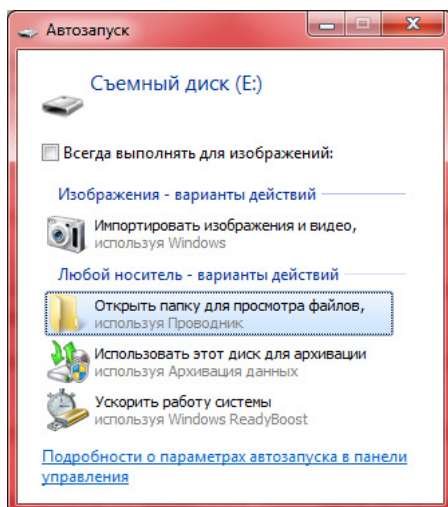 Автозапуск
Съемный диск (E:)
Всегда выполнять для изображений:
Изображения - варианты действий
Импортировать изображения и видео,
используя Windows
Любой носитель - варианты действий
Открыть папку для просмотра файлов,
используя Проводник
Использовать этот диск для архивации
используя Архивация данных
Ускорить работу системы
используя Windows ReadyBoost
Подробности о параметрах автозапуска в панели
управления